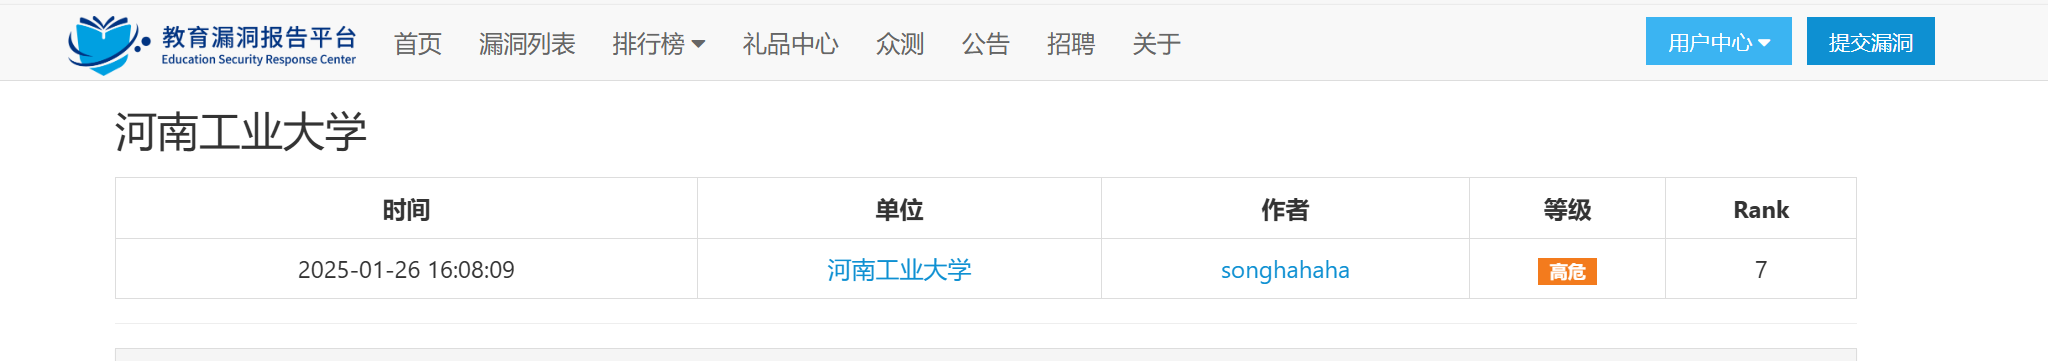 教育漏洞报告平台
Education Security Response Center
首页 漏洞列表 排行榜 礼品中心 众测 公告 招聘 关于 用户中心 提交漏洞
河南工业大学
时间 单位 作者 等级 Rank
2025-01-26 16:08:09 河南工业大学 songhahaha 高危 7